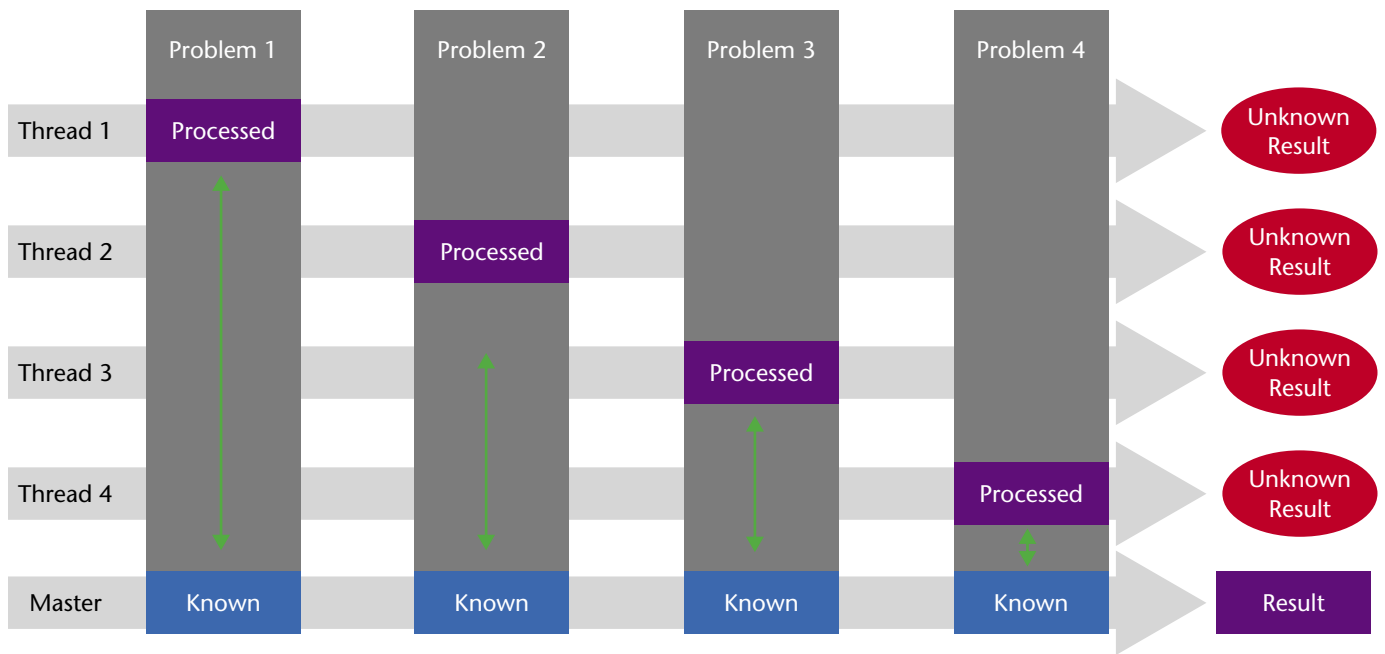 Problem 1
Problem 2
Problem 3
Problem 4
Thread 1
Processed
Unknown
Result
Thread 2
Processed
Unknown
Result
Thread 3
Processed
Unknown
Result
Thread 4
Processed
Unknown
Result
Master
Known
Known
Known
Known
Result